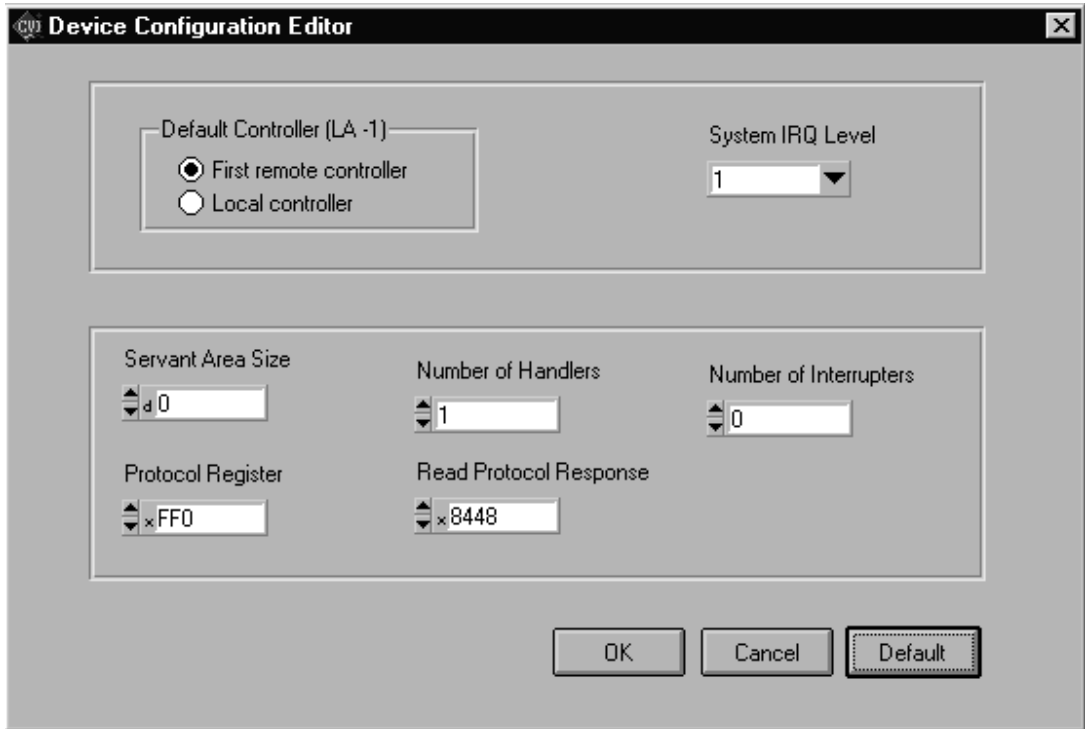 CVI Device Configuration Editor
Default Controller (LA -1)
First remote controller
Local controller
System IRQ Level
1
Servant Area Size
d 0
Number of Handlers
1
Number of Interrupters
0
Protocol Register
x FF0
Read Protocol Response
x 8448
OK
Cancel
Default